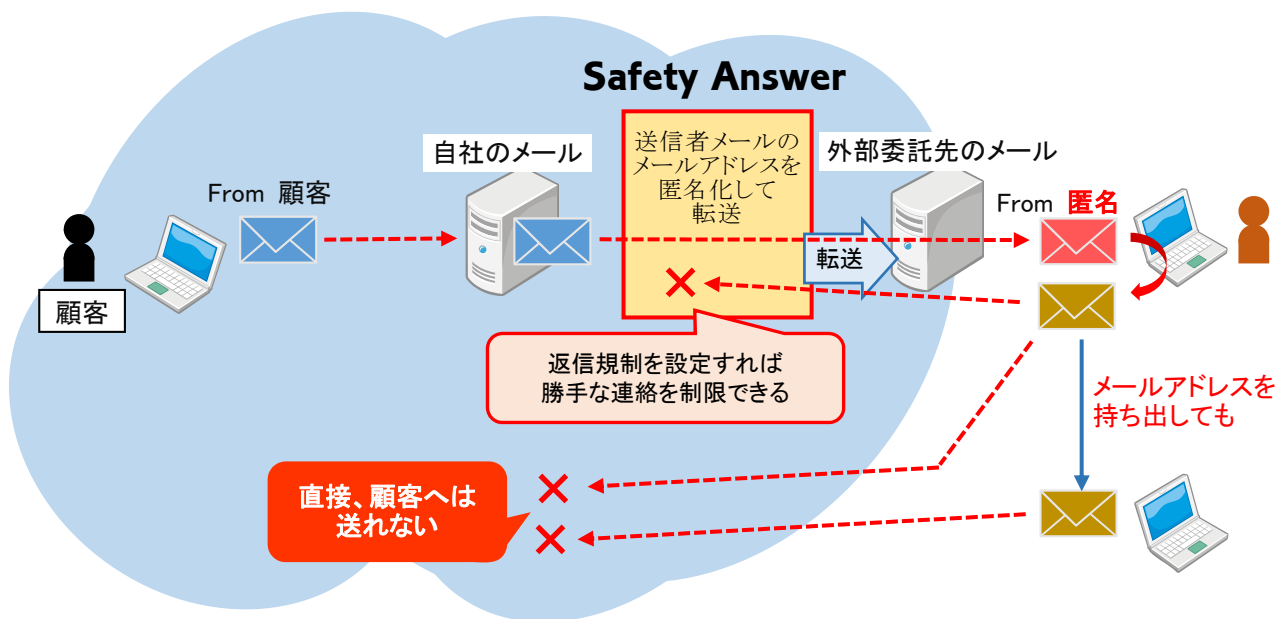 Safety Answer
自社のメール
送信者メールの
メールアドレスを
匿名化して
転送
外部委託先のメール
From 顧客
From 匿名
転送
顧客
返信規制を設定すれば
勝手な連絡を制限できる
メールアドレスを
持ち出しても
直接、顧客へは
送れない